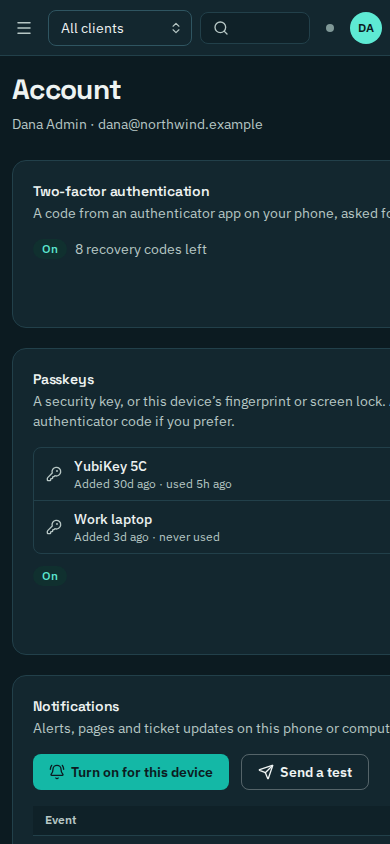 All clients
DA
Account
Dana Admin · dana@northwind.example
Two-factor authentication
A code from an authenticator app on your phone, asked
On 8 recovery codes left
Passkeys
A security key, or this device's fingerprint or screen lock.
authenticator code if you prefer.
YubiKey 5C
Added 30d ago · used 5h ago
Work laptop
Added 3d ago · never used
On
Notifications
Alerts, pages and ticket updates on this phone or
Turn on for this device
Send a test
Event